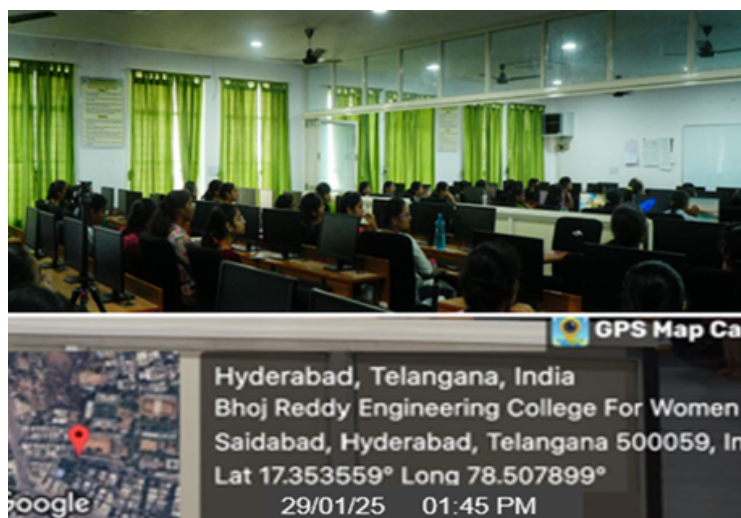 GPS Map Ca
Hyderabad, Telangana, India
Bhoj Reddy Engineering College For Women
Saidabad, Hyderabad, Telangana 500059, In
Lat 17.353559° Long 78.507899°
Google
29/01/25 01:45 PM